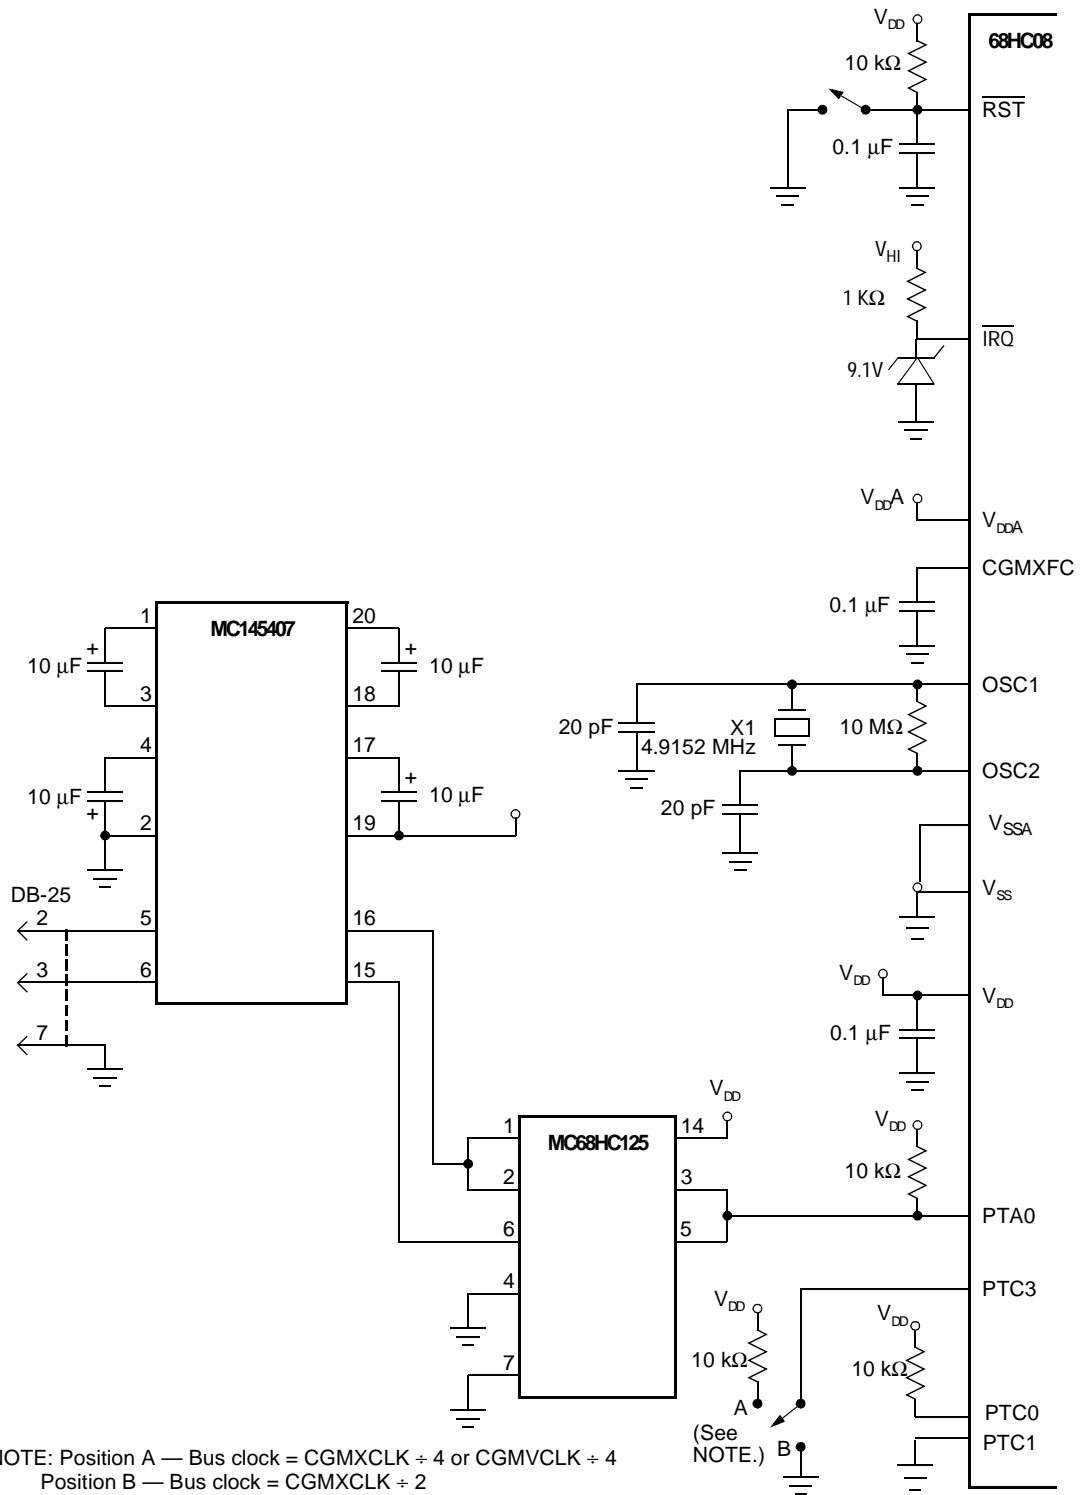 V_DD
68HC08
10 kΩ
RST
0.1 μF
V_HI
1 KΩ
IRQ
9.1V
V_DDA
V_DDA
CGMXFC
0.1 μF
MC145407
1
20
10 μF
+
+
10 μF
3
18
4
17
10 μF
+
+
10 μF
2
19
OSC1
20 pF
X1
4.9152 MHz
10 MΩ
OSC2
20 pF
V_SSA
V_SS
DB-25
2
5
16
3
6
15
7
V_DD
V_DD
0.1 μF
V_DD
MC68HC125
1
14
2
3
6
5
4
7
V_DD
10 kΩ
PTA0
PTC3
V_DD
10 kΩ
A
(See
NOTE.)
B
V_DD
10 kΩ
PTC0
PTC1
NOTE: Position A — Bus clock = CGMXCLK ÷ 4 or CGMVCLK ÷ 4
Position B — Bus clock = CGMXCLK ÷ 2